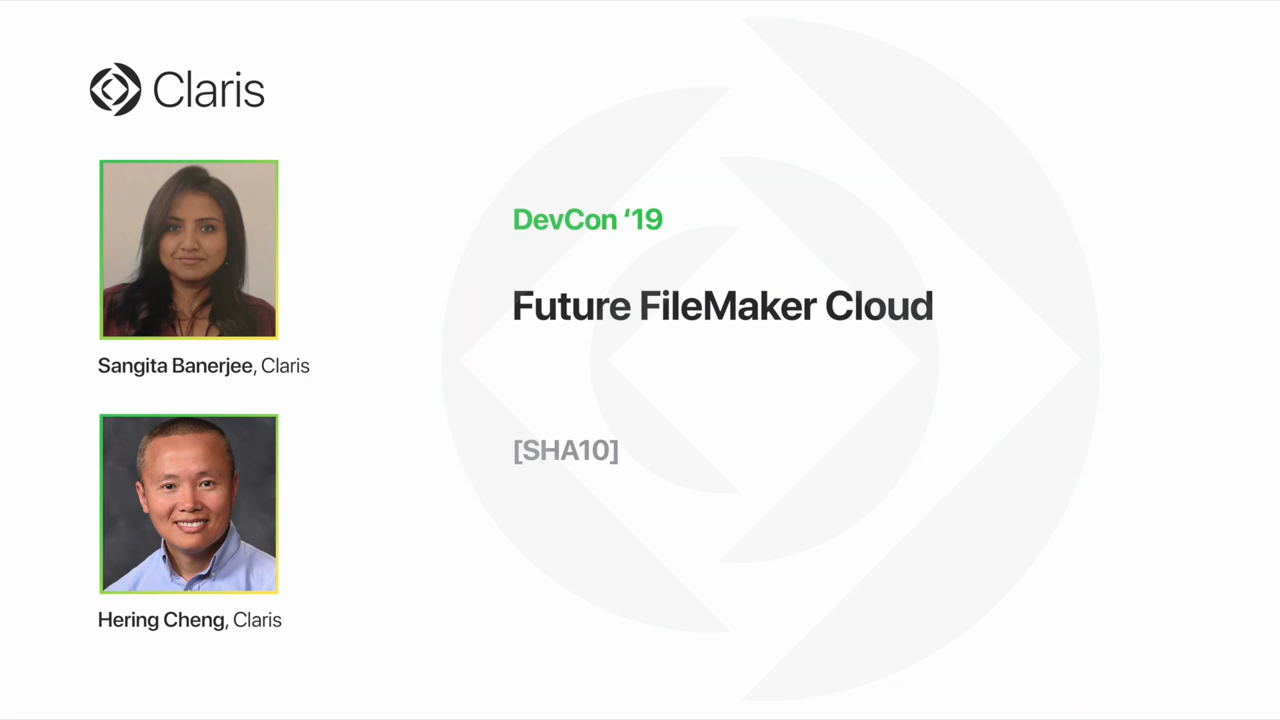 Claris
Sangita Banerjee, Claris
Hering Cheng, Claris
DevCon ‘19
Future FileMaker Cloud
[SHA10]